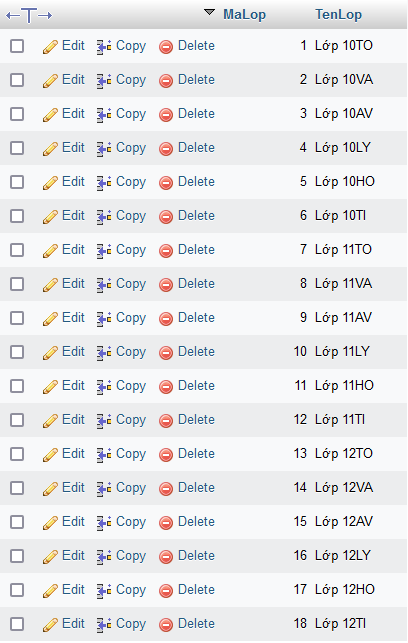 MaLop TenLop
Edit Copy Delete 1 Lớp 10TO
Edit Copy Delete 2 Lớp 10VA
Edit Copy Delete 3 Lớp 10AV
Edit Copy Delete 4 Lớp 10LY
Edit Copy Delete 5 Lớp 10HO
Edit Copy Delete 6 Lớp 10TI
Edit Copy Delete 7 Lớp 11TO
Edit Copy Delete 8 Lớp 11VA
Edit Copy Delete 9 Lớp 11AV
Edit Copy Delete 10 Lớp 11LY
Edit Copy Delete 11 Lớp 11HO
Edit Copy Delete 12 Lớp 11TI
Edit Copy Delete 13 Lớp 12TO
Edit Copy Delete 14 Lớp 12VA
Edit Copy Delete 15 Lớp 12AV
Edit Copy Delete 16 Lớp 12LY
Edit Copy Delete 17 Lớp 12HO
Edit Copy Delete 18 Lớp 12TI